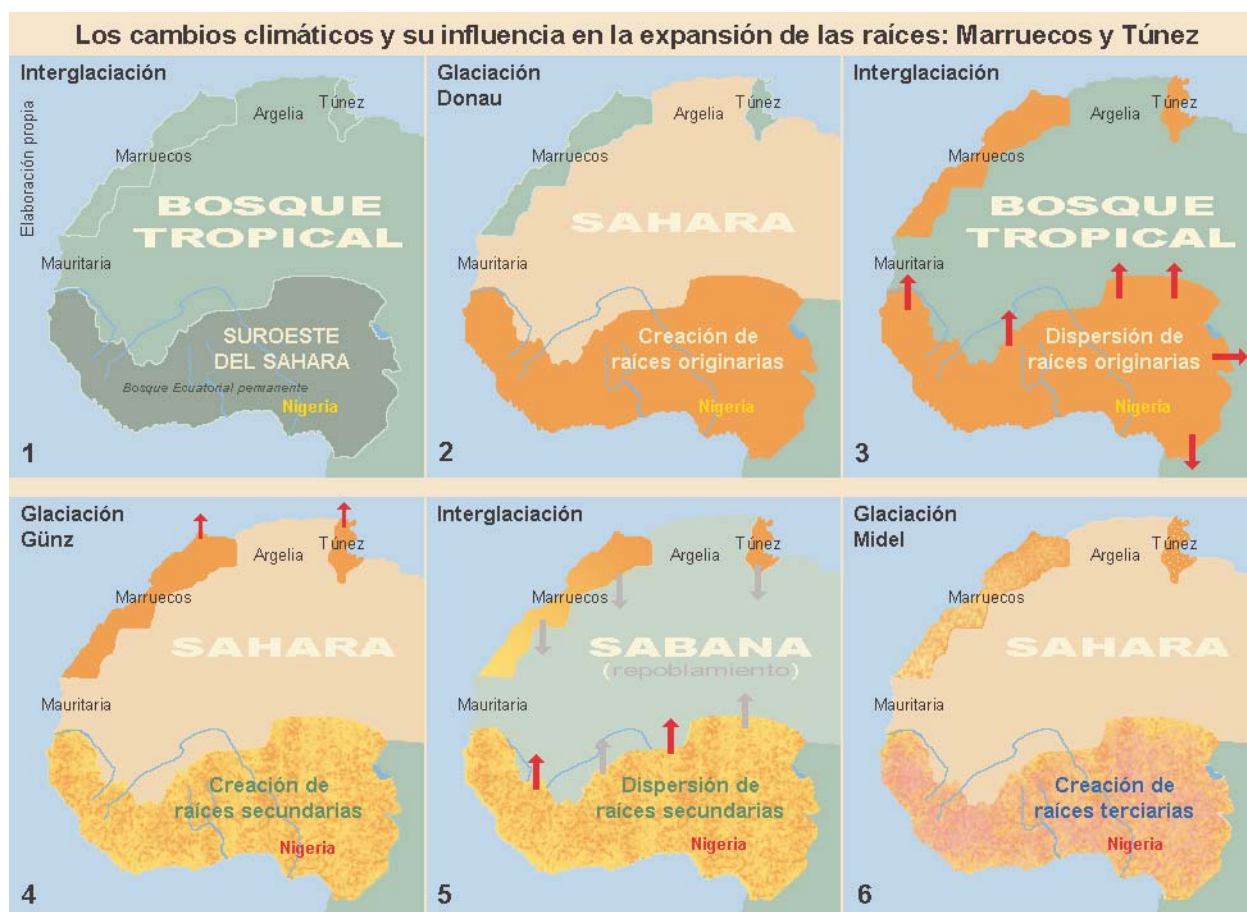 Los cambios climáticos y su influencia en la expansión de las raíces: Marruecos y Túnez
Elaboración propia
Interglaciación
Túnez
Argelia
Marruecos
BOSQUE
TROPICAL
Mauritaria
SUROESTE
DEL SAHARA
Bosque Ecuatorial permanente
Nigeria
1
Glaciación
Donau
Túnez
Argelia
Marruecos
SAHARA
Mauritaria
Creación de
raíces originarias
Nigeria
2
Interglaciación
Túnez
Argelia
Marruecos
BOSQUE
TROPICAL
Mauritaria
Dispersión de
raíces originarias
Nigeria
3
Glaciación
Günz
Túnez
Argelia
Marruecos
SAHARA
Mauritaria
Creación de
raíces secundarias
Nigeria
4
Interglaciación
Túnez
Argelia
Marruecos
SABANA
(repoblamiento)
Mauritaria
Dispersión de
raíces secundarias
Nigeria
5
Glaciación
Midel
Túnez
Argelia
Marruecos
SAHARA
Mauritaria
Creación de
raíces terciarias
Nigeria
6